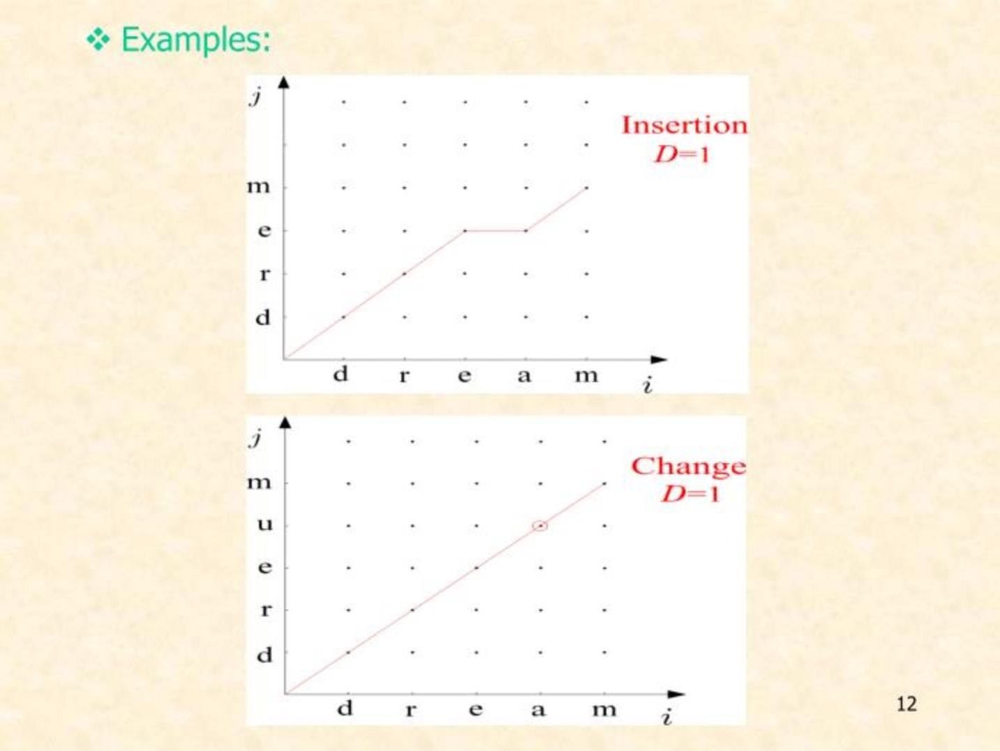 ❖ Examples:
j
Insertion
D=1
m
e
r
d
d r e a m i
j
Change
D=1
m
u
e
r
d
d r e a m i
12